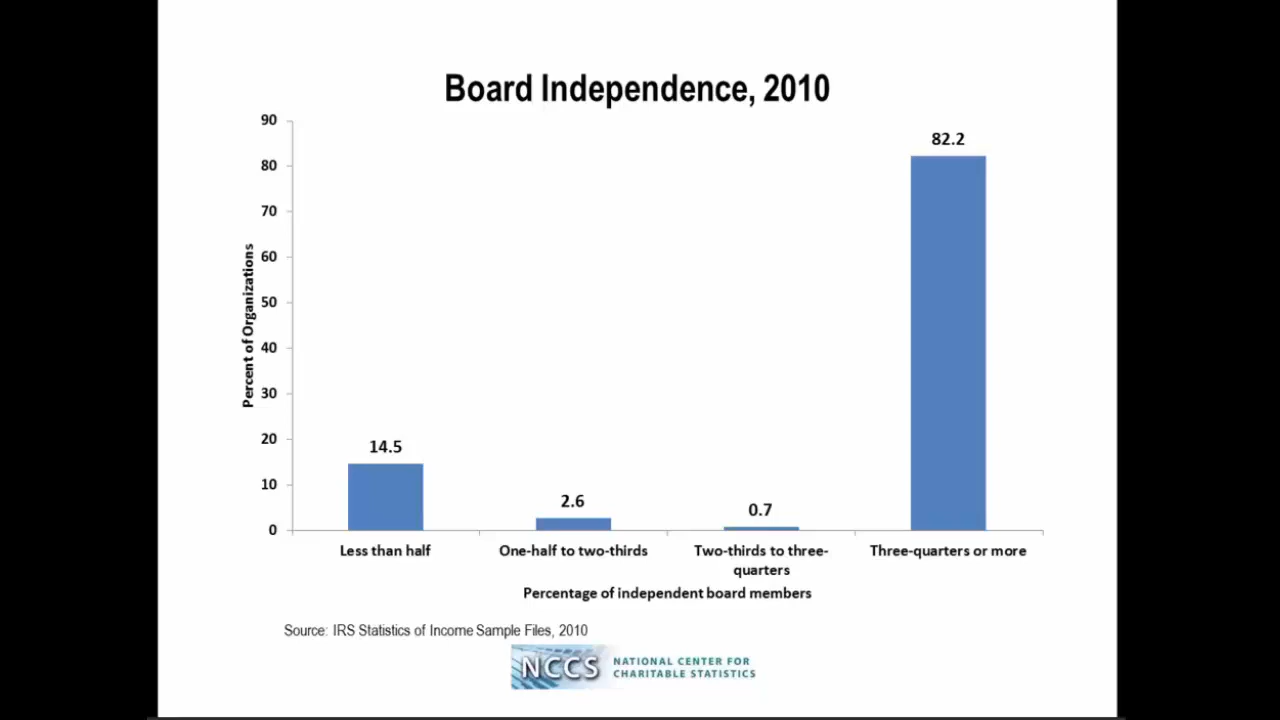 Board Independence, 2010
90
80
70
60
50
40
30
20
10
0
Percent of Organizations
14.5
2.6
0.7
82.2
Less than half
One-half to two-thirds
Two-thirds to three-
quarters
Three-quarters or more
Percentage of independent board members
Source: IRS Statistics of Income Sample Files, 2010
NCCS
NATIONAL CENTER FOR
CHARITABLE STATISTICS